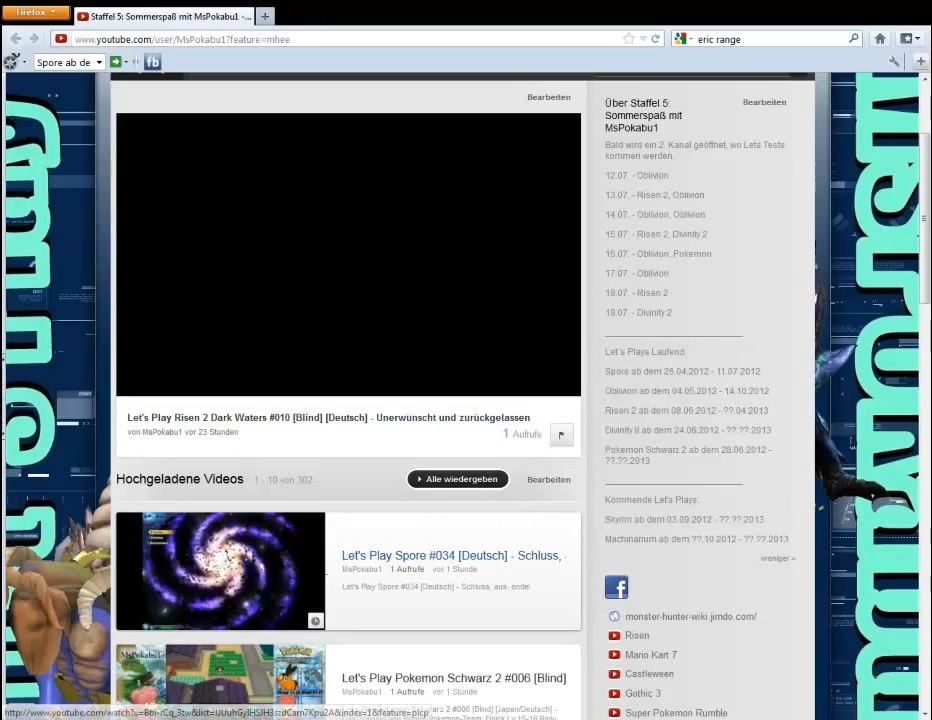 Firefox
Staffel 5: Sommerspaß mit MsPokabu1 -...
www.youtube.com/user/MsPokabu1?feature=mhee
eric range
Spore ab de
fb
Bearbeiten
Let's Play Risen 2 Dark Waters #010 [Blind] [Deutsch] - Unerwünscht und zurückgelassen
von MsPokabu1 vor 23 Stunden
1 Aufrufe
Hochgeladene Videos
1 - 10 von 302
Alle wiedergeben
Bearbeiten
Let's Play Spore #034 [Deutsch] - Schluss,
MsPokabu1 1 Aufrufe vor 1 Stunde
Let's Play Spore #034 [Deutsch] - Schluss, aus, ende!
MsPokabu1
Let's Play Pokemon Schwarz 2 #006 [Blind]
MsPokabu1 1 Aufrufe vor 1 Stunde
Schwarz 2 #006 [Blind] [Japan/Deutsch] -
Über Staffel 5:
Sommerspaß mit
MsPokabu1
Bearbeiten
Bald wird ein 2. Kanal geöffnet, wo Lets Tests
kommen werden.
12.07. - Oblivion
13.07. - Risen 2, Oblivion
14.07. - Oblivion, Oblivion
15.07. - Risen 2, Divinity 2
16.07. - Oblivion, Pokemon
17.07. - Oblivion
18.07. - Risen 2
19.07. - Divinity 2
Let´s Plays Laufend
Spore ab dem 26.04.2012 - 11.07.2012
Oblivion ab dem 04.05.2012 - 14.10.2012
Risen 2 ab dem 08.06.2012 - ??.04.2013
Divinity II ab dem 24.06.2012 - ??.??.2013
Pokemon Schwarz 2 ab dem 28.06.2012 -
??.??.2013
Kommende Let's Plays:
Skyrim ab dem 03.09.2012 - ??.??.2013
Machinarium ab dem ??.10.2012 - ??.??.2013
weniger
monster-hunter-wiki.jimdo.com/
Risen
Mario Kart 7
Castleween
Gothic 3
Super Pokemon Rumble